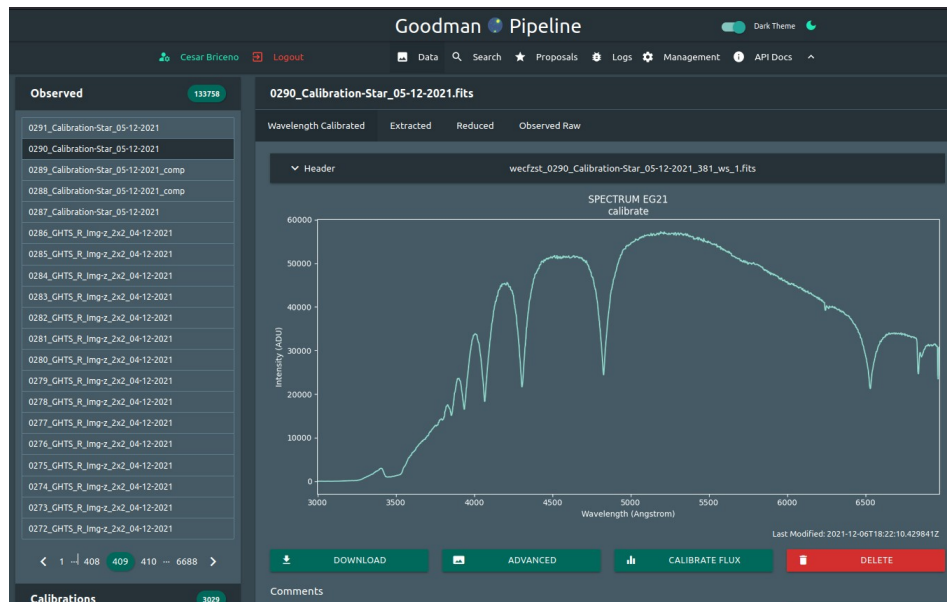 Goodman Pipeline
Dark Theme
Cesar Briceno Logout Data Search Proposals Logs Management API Docs
Observed 133758
0291_Calibration-Star_05-12-2021
0290_Calibration-Star_05-12-2021
0289_Calibration-Star_05-12-2021_comp
0288_Calibration-Star_05-12-2021_comp
0287_Calibration-Star_05-12-2021
0286_GHTS_R_Img-z_2x2_04-12-2021
0285_GHTS_R_Img-z_2x2_04-12-2021
0284_GHTS_R_Img-z_2x2_04-12-2021
0283_GHTS_R_Img-z_2x2_04-12-2021
0282_GHTS_R_Img-z_2x2_04-12-2021
0281_GHTS_R_Img-z_2x2_04-12-2021
0280_GHTS_R_Img-z_2x2_04-12-2021
0279_GHTS_R_Img-z_2x2_04-12-2021
0278_GHTS_R_Img-z_2x2_04-12-2021
0277_GHTS_R_Img-z_2x2_04-12-2021
0276_GHTS_R_Img-z_2x2_04-12-2021
0275_GHTS_R_Img-z_2x2_04-12-2021
0274_GHTS_R_Img-z_2x2_04-12-2021
0273_GHTS_R_Img-z_2x2_04-12-2021
0272_GHTS_R_Img-z_2x2_04-12-2021
1 ... 408 409 410 ... 6688
Calibrations 3029
0290_Calibration-Star_05-12-2021.fits
Wavelength Calibrated Extracted Reduced Observed Raw
Header wecfzst_0290_Calibration-Star_05-12-2021_381_ws_1.fits
SPECTRUM EG21
calibrate
60000
50000
40000
30000
20000
10000
0
Intensity (ADU)
3000 3500 4000 4500 5000 5500 6000 6500
Wavelength (Angstrom)
Last Modified: 2021-12-06T18:22:10.429841Z
DOWNLOAD ADVANCED CALIBRATE FLUX DELETE
Comments